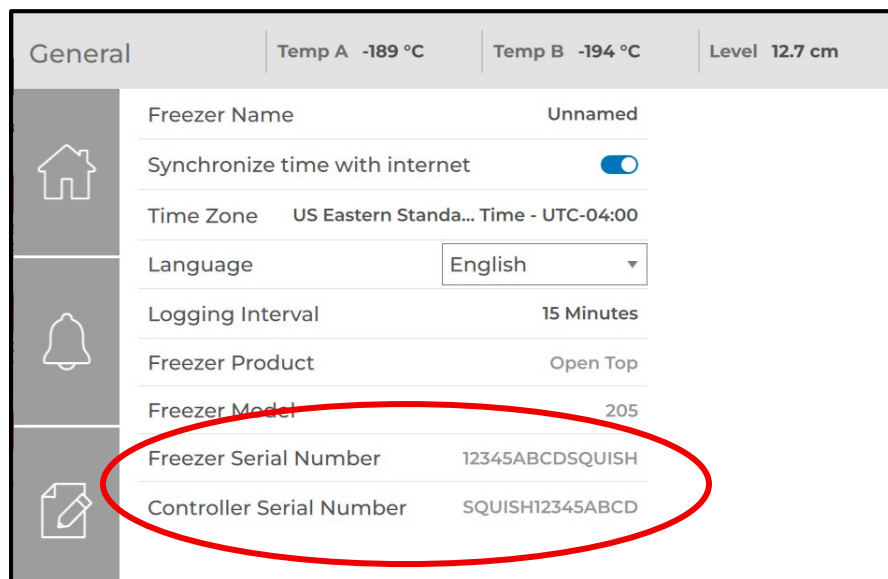 General Temp A -189 °C Temp B -194 °C Level 12.7 cm
Freezer Name Unnamed
Synchronize time with internet
Time Zone US Eastern Standa... Time - UTC-04:00
Language English
Logging Interval 15 Minutes
Freezer Product Open Top
Freezer Model 205
Freezer Serial Number 12345ABCDSQUISH
Controller Serial Number SQUISH12345ABCD